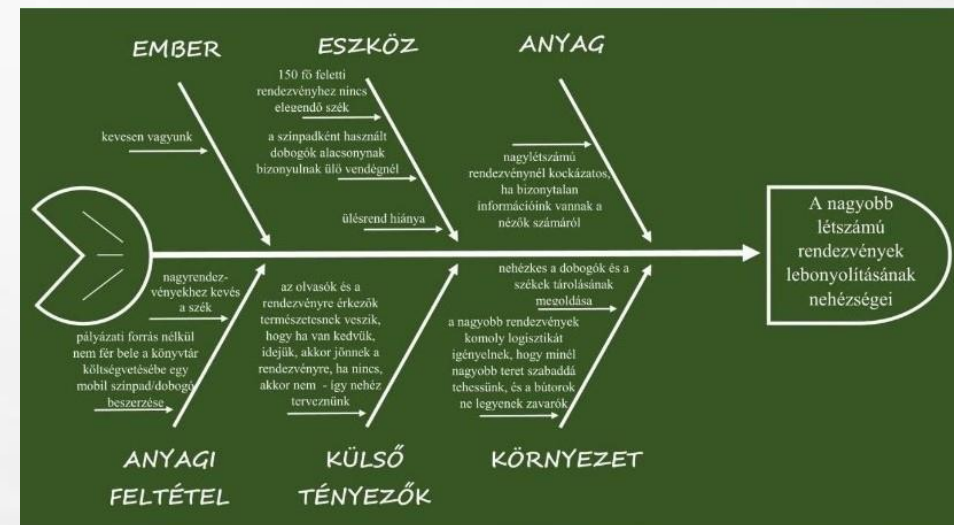 EMBER
ESZKÖZ
ANYAG
kevesen vagyunk
150 fő feletti
rendezvényhez nincs
elegendő szék
a színpadként használt
dobogók alacsonynak
bizonyulnak ülő vendégnél
ülésrend hiánya
nagylétszámú
rendezvénynél kockázatos,
ha bizonytalan
információink vannak a
nézők számáról
A nagyobb
létszámú
rendezvények
lebonyolításának
nehézségei
nagyrendez-
vényekhez kevés
a szék
pályázati forrás nélkül
nem fér bele a könyvtár
költségvetésébe egy
mobil színpad/dobogó
beszerzése
az olvasók és a
rendezvényre érkezők
természetesnek veszik,
hogy ha van kedvük,
idejük, akkor jönnek a
rendezvényre, ha nincs,
akkor nem - így nehéz
terveznünk
nehézkes a dobogók és a
székek tárolásának
megoldása
a nagyobb rendezvények
komoly logisztikát
igényelnek, hogy minél
nagyobb teret szabaddá
tehessünk, és a bútorok
ne legyenek zavarók
ANYAGI
FELTÉTEL
KÜLSŐ
TÉNYEZŐK
KÖRNYEZET